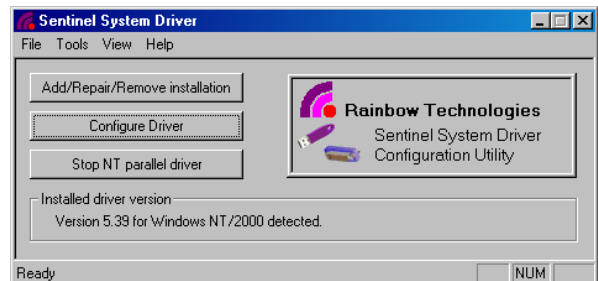 Sentinel System Driver
File Tools View Help
Add/Repair/Remove installation
Configure Driver
Stop NT parallel driver
Rainbow Technologies
Sentinel System Driver
Configuration Utility
Installed driver version
Version 5.39 for Windows NT/2000 detected.
Ready NUM